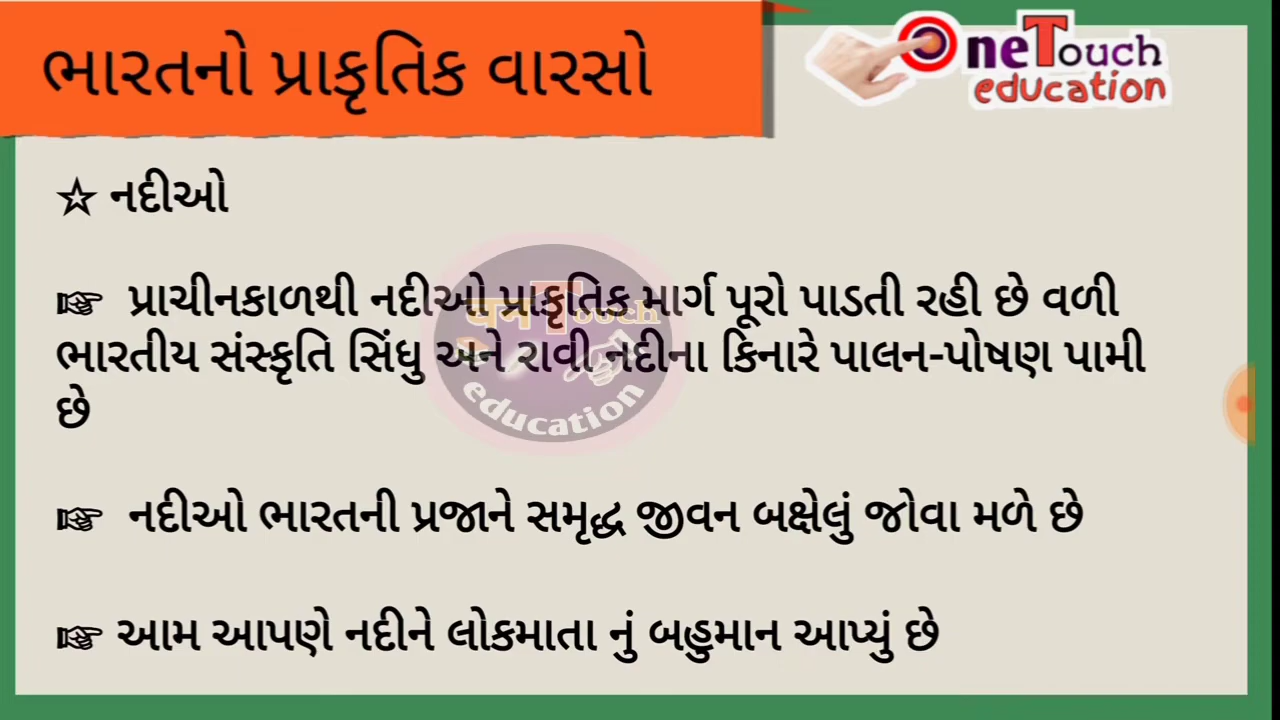 ભારતનો પ્રાકૃતિક વારસો
OneTouch
education
☆ નદીઓ
☞ પ્રાચીનકાળથી નદીઓ પ્રાકૃતિક માર્ગ પૂરો પાડતી રહી છે વળી
ભારતીય સંસ્કૃતિ સિંધુ અને રાવી નદીના કિનારે પાલન-પોષણ પામી
છે
education
☞ નદીઓ ભારતની પ્રજાને સમૃદ્ધ જીવન બક્ષેલું જોવા મળે છે
☞ આમ આપણે નદીને લોકમાતા નું બહુમાન આપ્યું છે